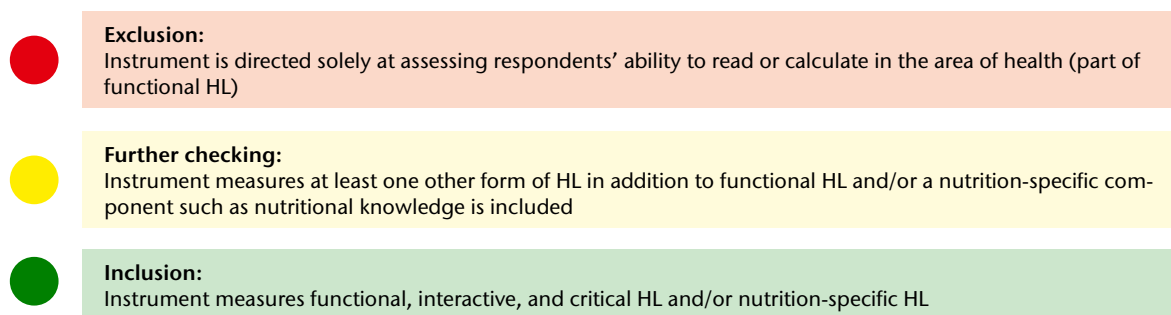 Exclusion:
Instrument is directed solely at assessing respondents’ ability to read or calculate in the area of health (part of
functional HL)
Further checking:
Instrument measures at least one other form of HL in addition to functional HL and/or a nutrition-specific com-
ponent such as nutritional knowledge is included
Inclusion:
Instrument measures functional, interactive, and critical HL and/or nutrition-specific HL